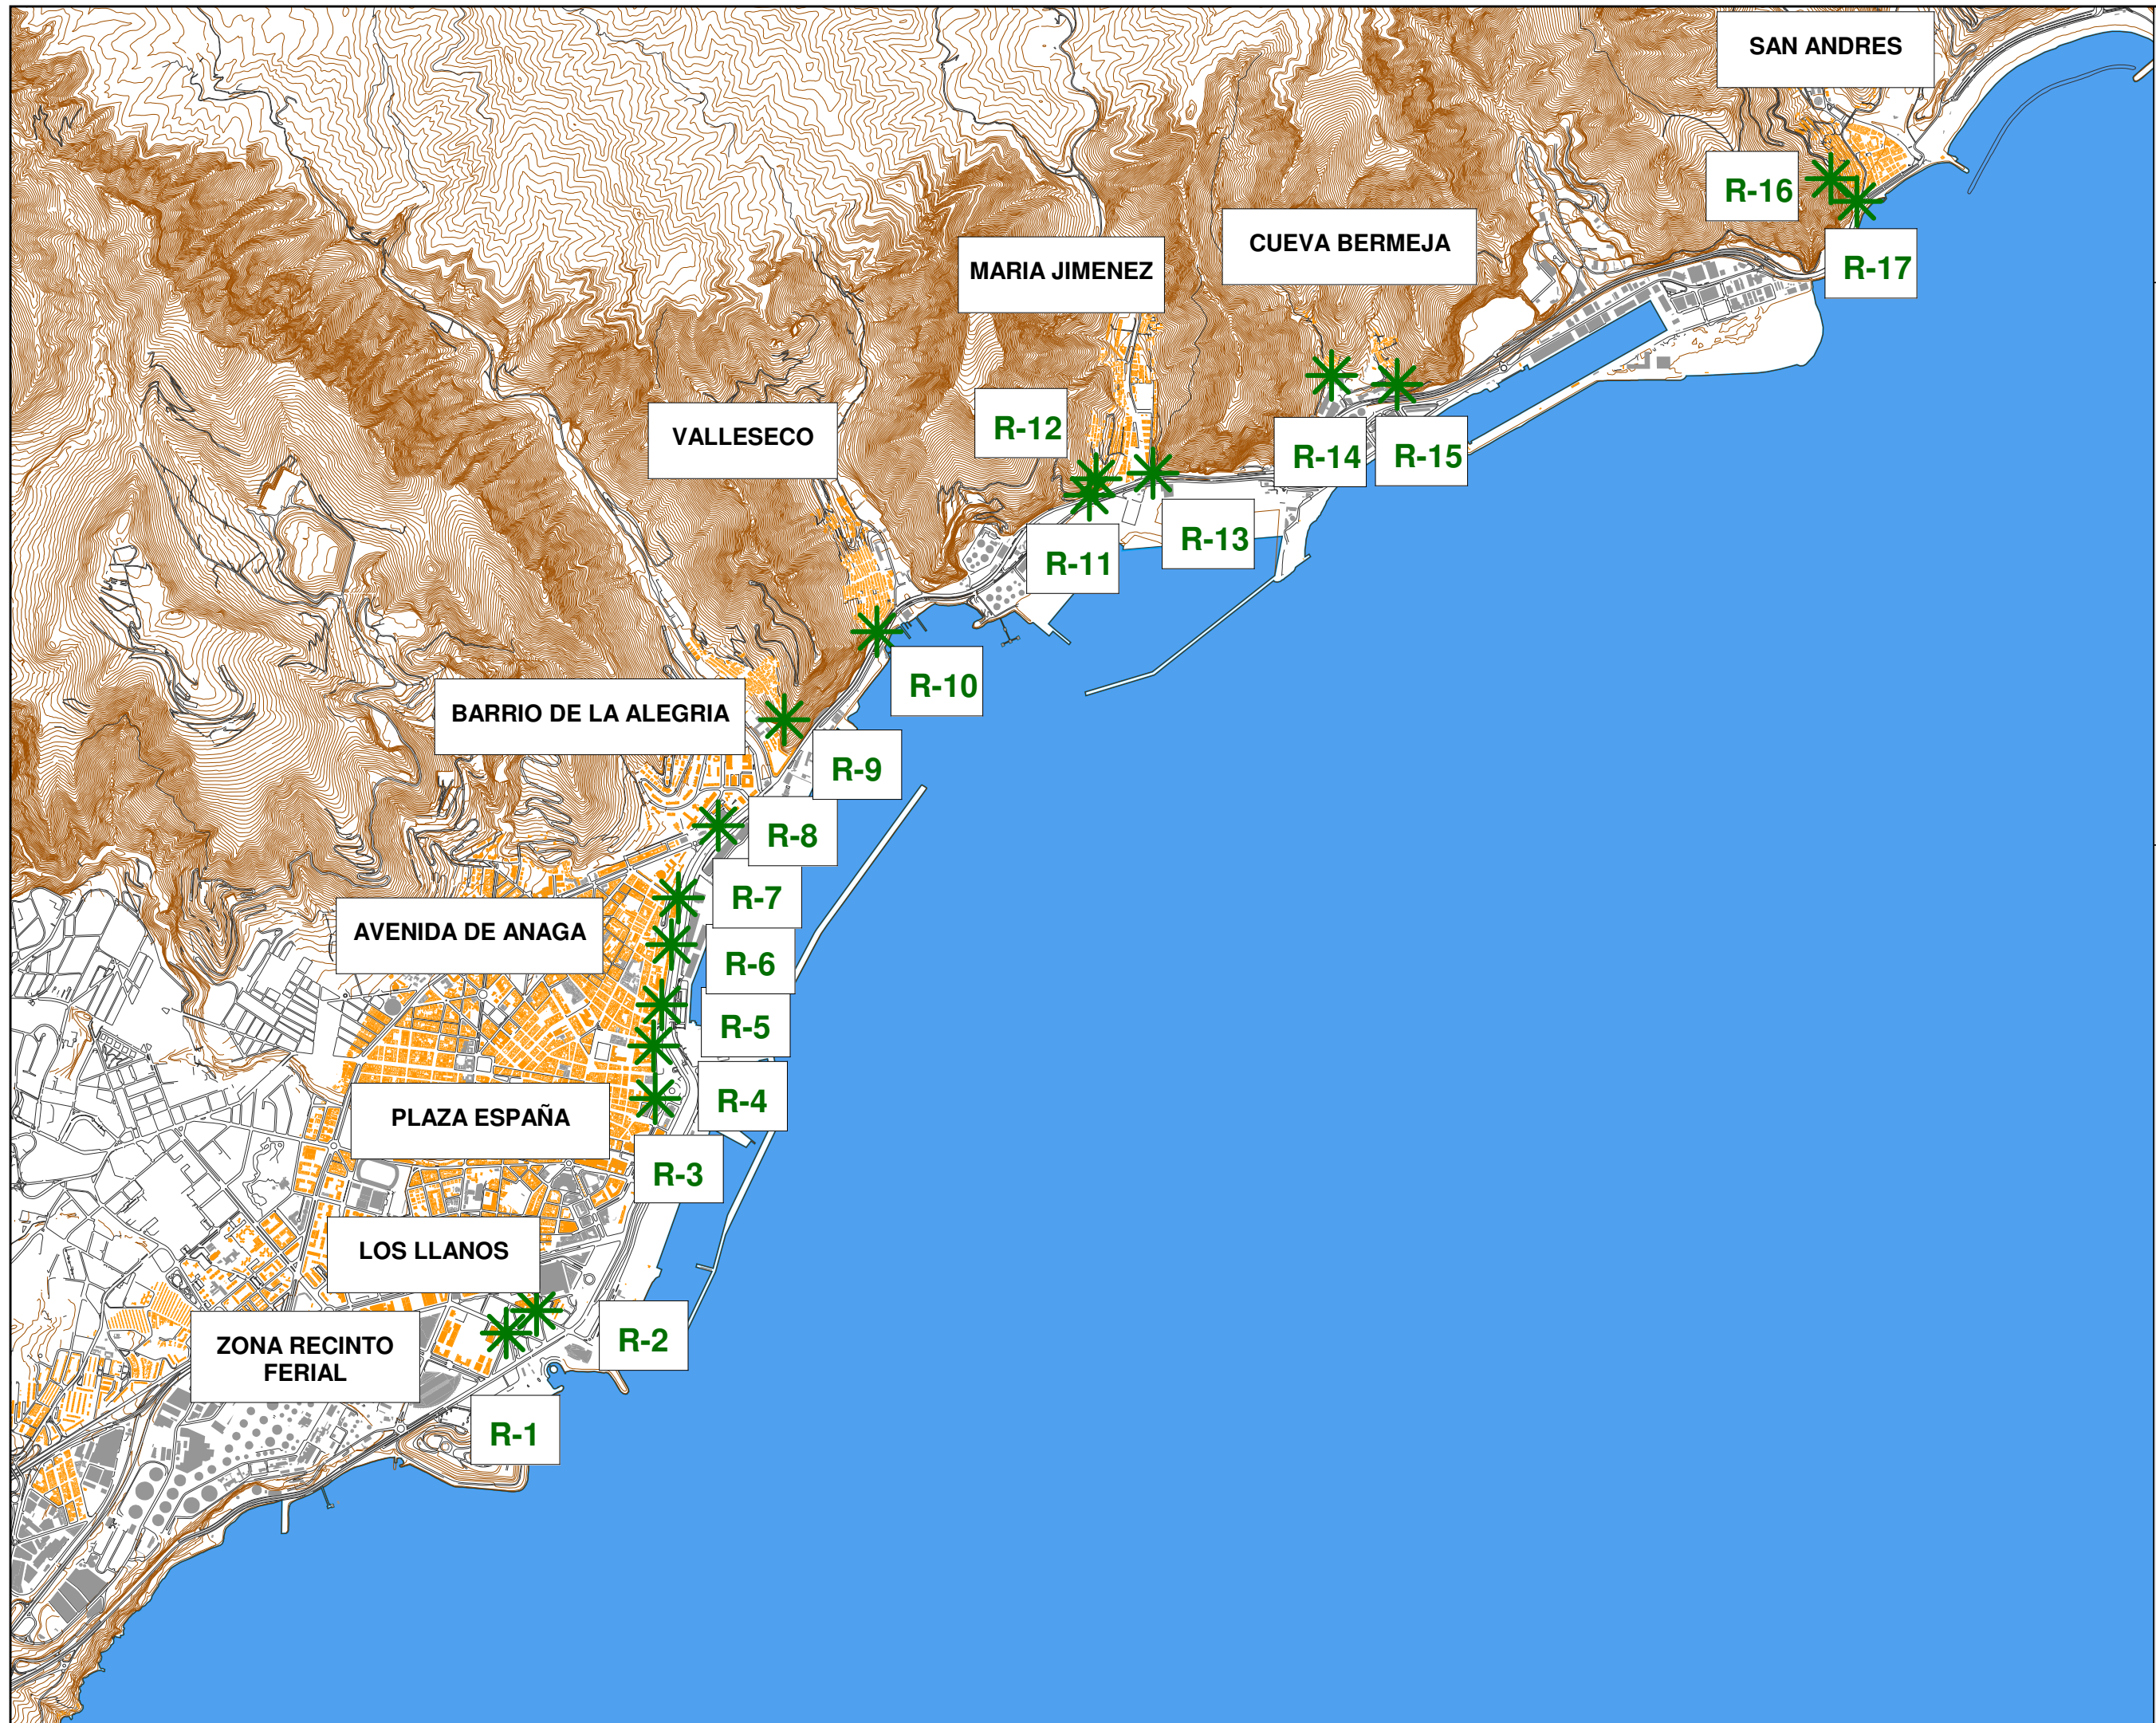 SAN ANDRES
R-16
CUEVA BERMEJA
MARIA JIMENEZ
R-17
R-12
VALLESECO
R-14
R-15
R-13
R-11
R-10
BARRIO DE LA ALEGRIA
R-9
R-8
R-7
AVENIDA DE ANAGA
R-6
R-5
R-4
PLAZA ESPAÑA
R-3
LOS LLANOS
R-2
ZONA RECINTO
FERIAL
R-1